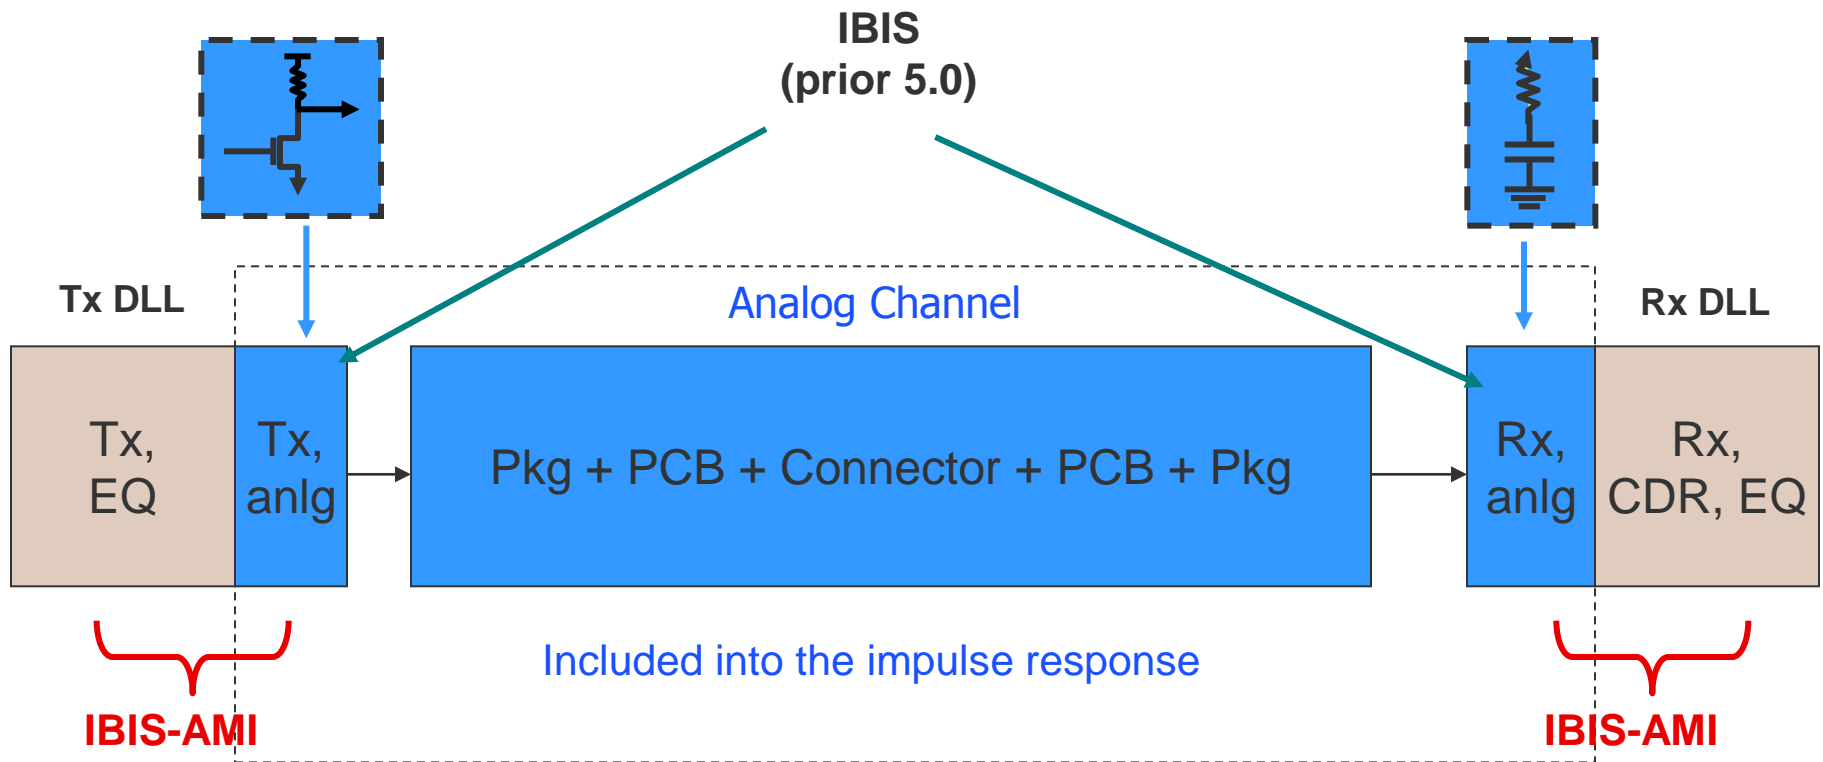 IBIS
(prior 5.0)
Tx DLL
Analog Channel
Rx DLL
Tx,
EQ
Tx,
anlg
Pkg + PCB + Connector + PCB + Pkg
Rx,
anlg
Rx,
CDR, EQ
Included into the impulse response
IBIS-AMI
IBIS-AMI